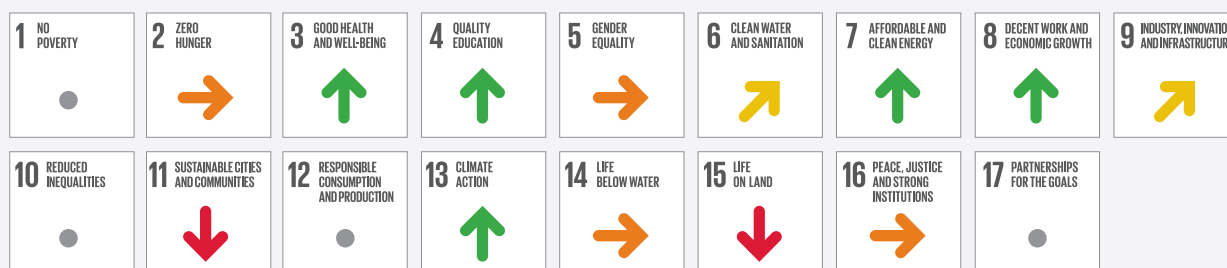 1 NO
POVERTY
2 ZERO
HUNGER
3 GOOD HEALTH
AND WELL-BEING
4 QUALITY
EDUCATION
5 GENDER
EQUALITY
6 CLEAN WATER
AND SANITATION
7 AFFORDABLE AND
CLEAN ENERGY
8 DECENT WORK AND
ECONOMIC GROWTH
9 INDUSTRY, INNOVATIO
AND INFRASTRUCTUR
10 REDUCED
INEQUALITIES
11 SUSTAINABLE CITIES
AND COMMUNITIES
12 RESPONSIBLE
CONSUMPTION
AND PRODUCTION
13 CLIMATE
ACTION
14 LIFE
BELOW WATER
15 LIFE
ON LAND
16 PEACE, JUSTICE
AND STRONG
INSTITUTIONS
17 PARTNERSHIPS
FOR THE GOALS